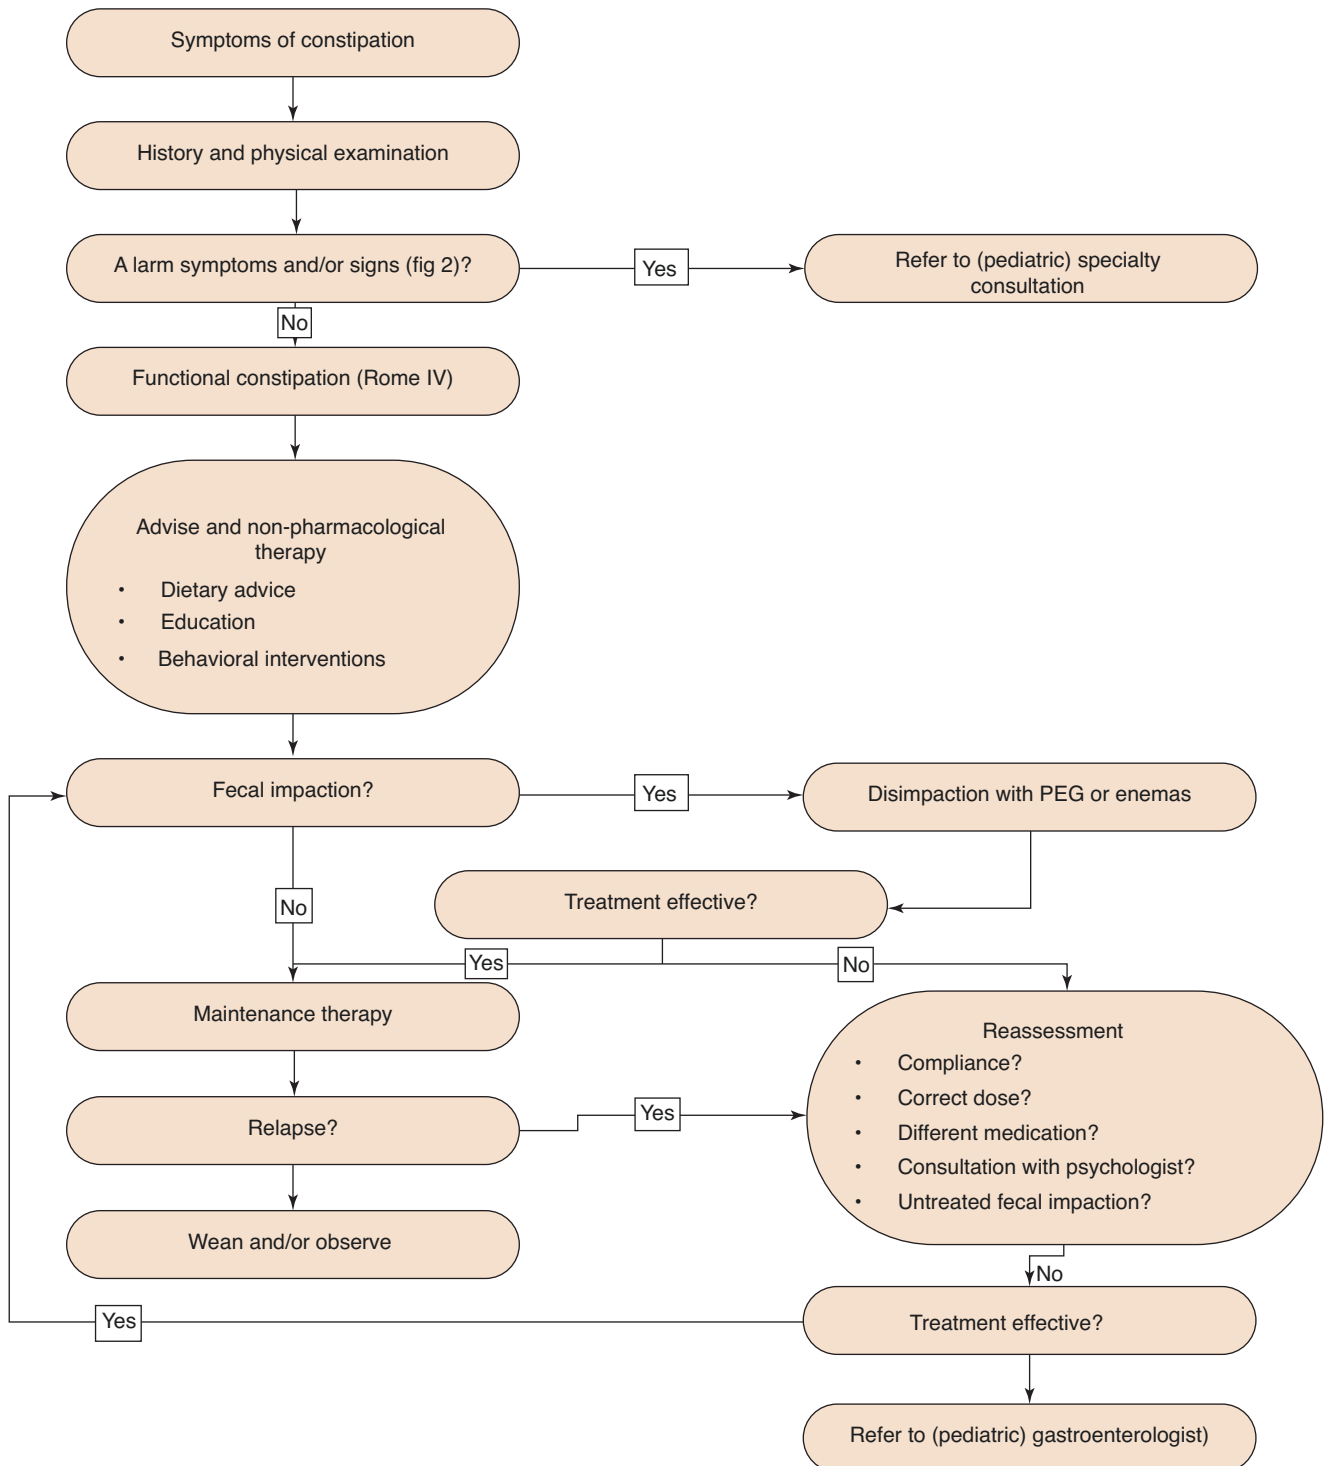 Symptoms of constipation
History and physical examination
A larm symptoms and/or signs (fig 2)?
Yes
Refer to (pediatric) specialty
consultation
No
Functional constipation (Rome IV)
Advise and non-pharmacological
therapy
• Dietary advice
• Education
• Behavioral interventions
Fecal impaction?
Yes
Disimpaction with PEG or enemas
No
Treatment effective?
Yes
No
Maintenance therapy
Reassessment
• Compliance?
• Correct dose?
• Different medication?
• Consultation with psychologist?
• Untreated fecal impaction?
Relapse?
Yes
Wean and/or observe
No
Treatment effective?
Yes
Refer to (pediatric) gastroenterologist)